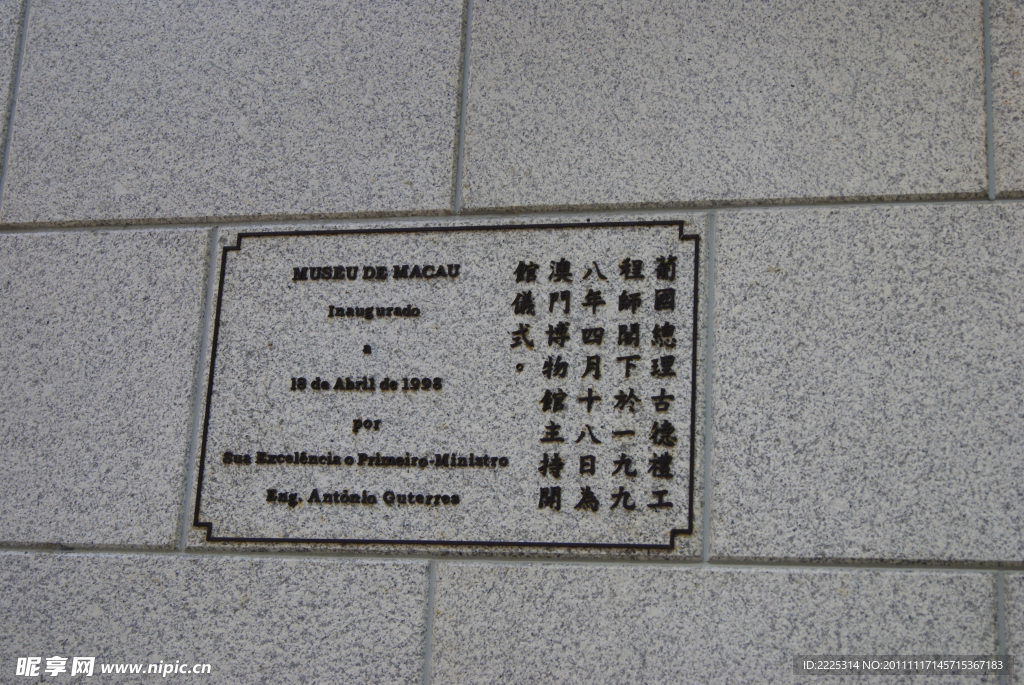 MUSEU DE MACAU
Inaugurado
a
18 de Abril de 1998
por
Sua Excelência o Primeiro-Ministro
Eng. António Guterres
葡國總理古德禮工
程師閣下於一九九
八年四月十八日為
澳門博物館主持開
館儀式。
昵享网 www.nipic.cn
ID:2225314 NO:20111117145715367183